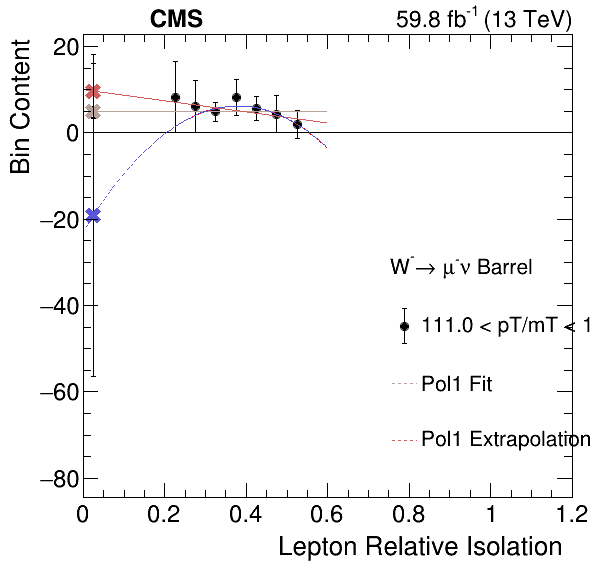 CMS 59.8 fb⁻¹ (13 TeV)
Bin Content
20
0
−20
−40
−60
−80
W⁻→ μ⁻ν Barrel
111.0 < pT/mT < 1
Pol1 Fit
Pol1 Extrapolation
0 0.2 0.4 0.6 0.8 1 1.2
Lepton Relative Isolation